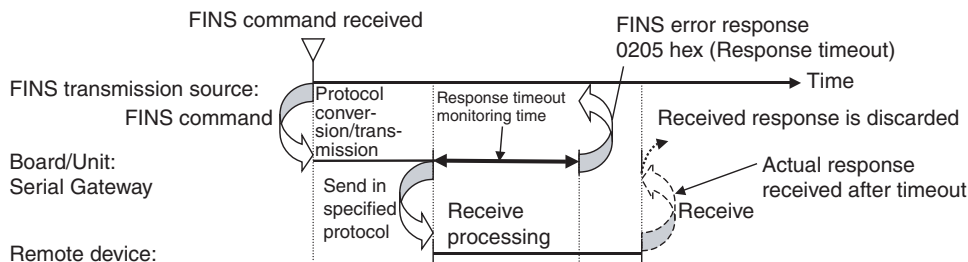 FINS command received
FINS error response
0205 hex (Response timeout)
FINS transmission source:
Time
FINS command
Protocol
conver-
sion/trans-
mission
Response timeout
monitoring time
Received response is discarded
Board/Unit:
Serial Gateway
Actual response
received after timeout
Send in
specified
protocol
Receive
processing
Receive
Remote device: